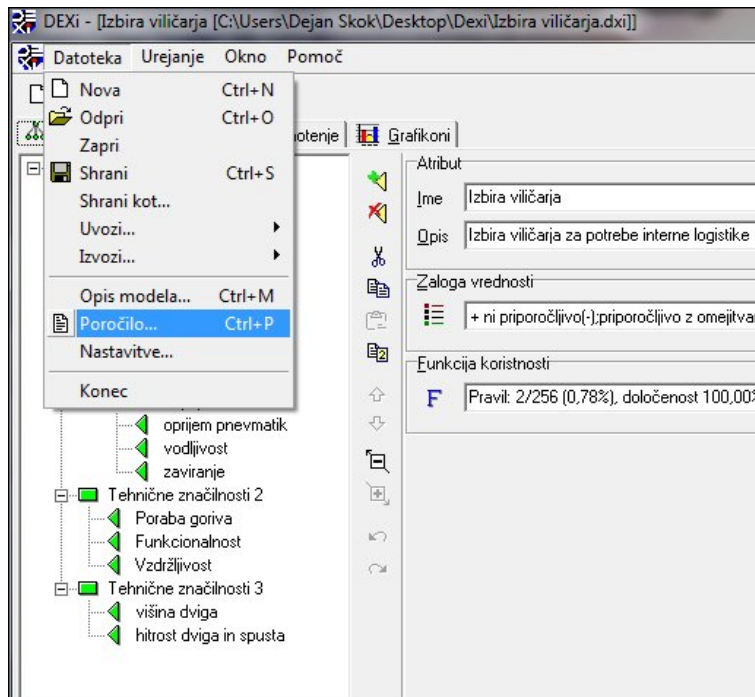 DEXi - [Izbira viličarja [C:\Users\Dejan Skok\Desktop\Dexi\Izbira viličarja.dxi]]
Datoteka Urejanje Okno Pomoč
Nova Ctrl+N
Odpri Ctrl+O
Zapri
Shrani Ctrl+S
Shrani kot...
Uvozi...
Izvozi...
Opis modela... Ctrl+M
Poročilo... Ctrl+P
Nastavitve...
Konec
Grafikoni
oprijem pnevmatik
vodljivost
zaviranje
Tehnične značilnosti 2
Poraba goriva
Funkcionalnost
Vzdržljivost
Tehnične značilnosti 3
višina dviga
hitrost dviga in spusta
Atribut
Ime Izbira viličarja
Opis Izbira viličarja za potrebe interne logistike
Zaloga vrednosti
+ ni priporočljivo(-);priporočljivo z
Funkcija koristnosti
F Pravil: 2/256 (0,78%), določenost 100,00%